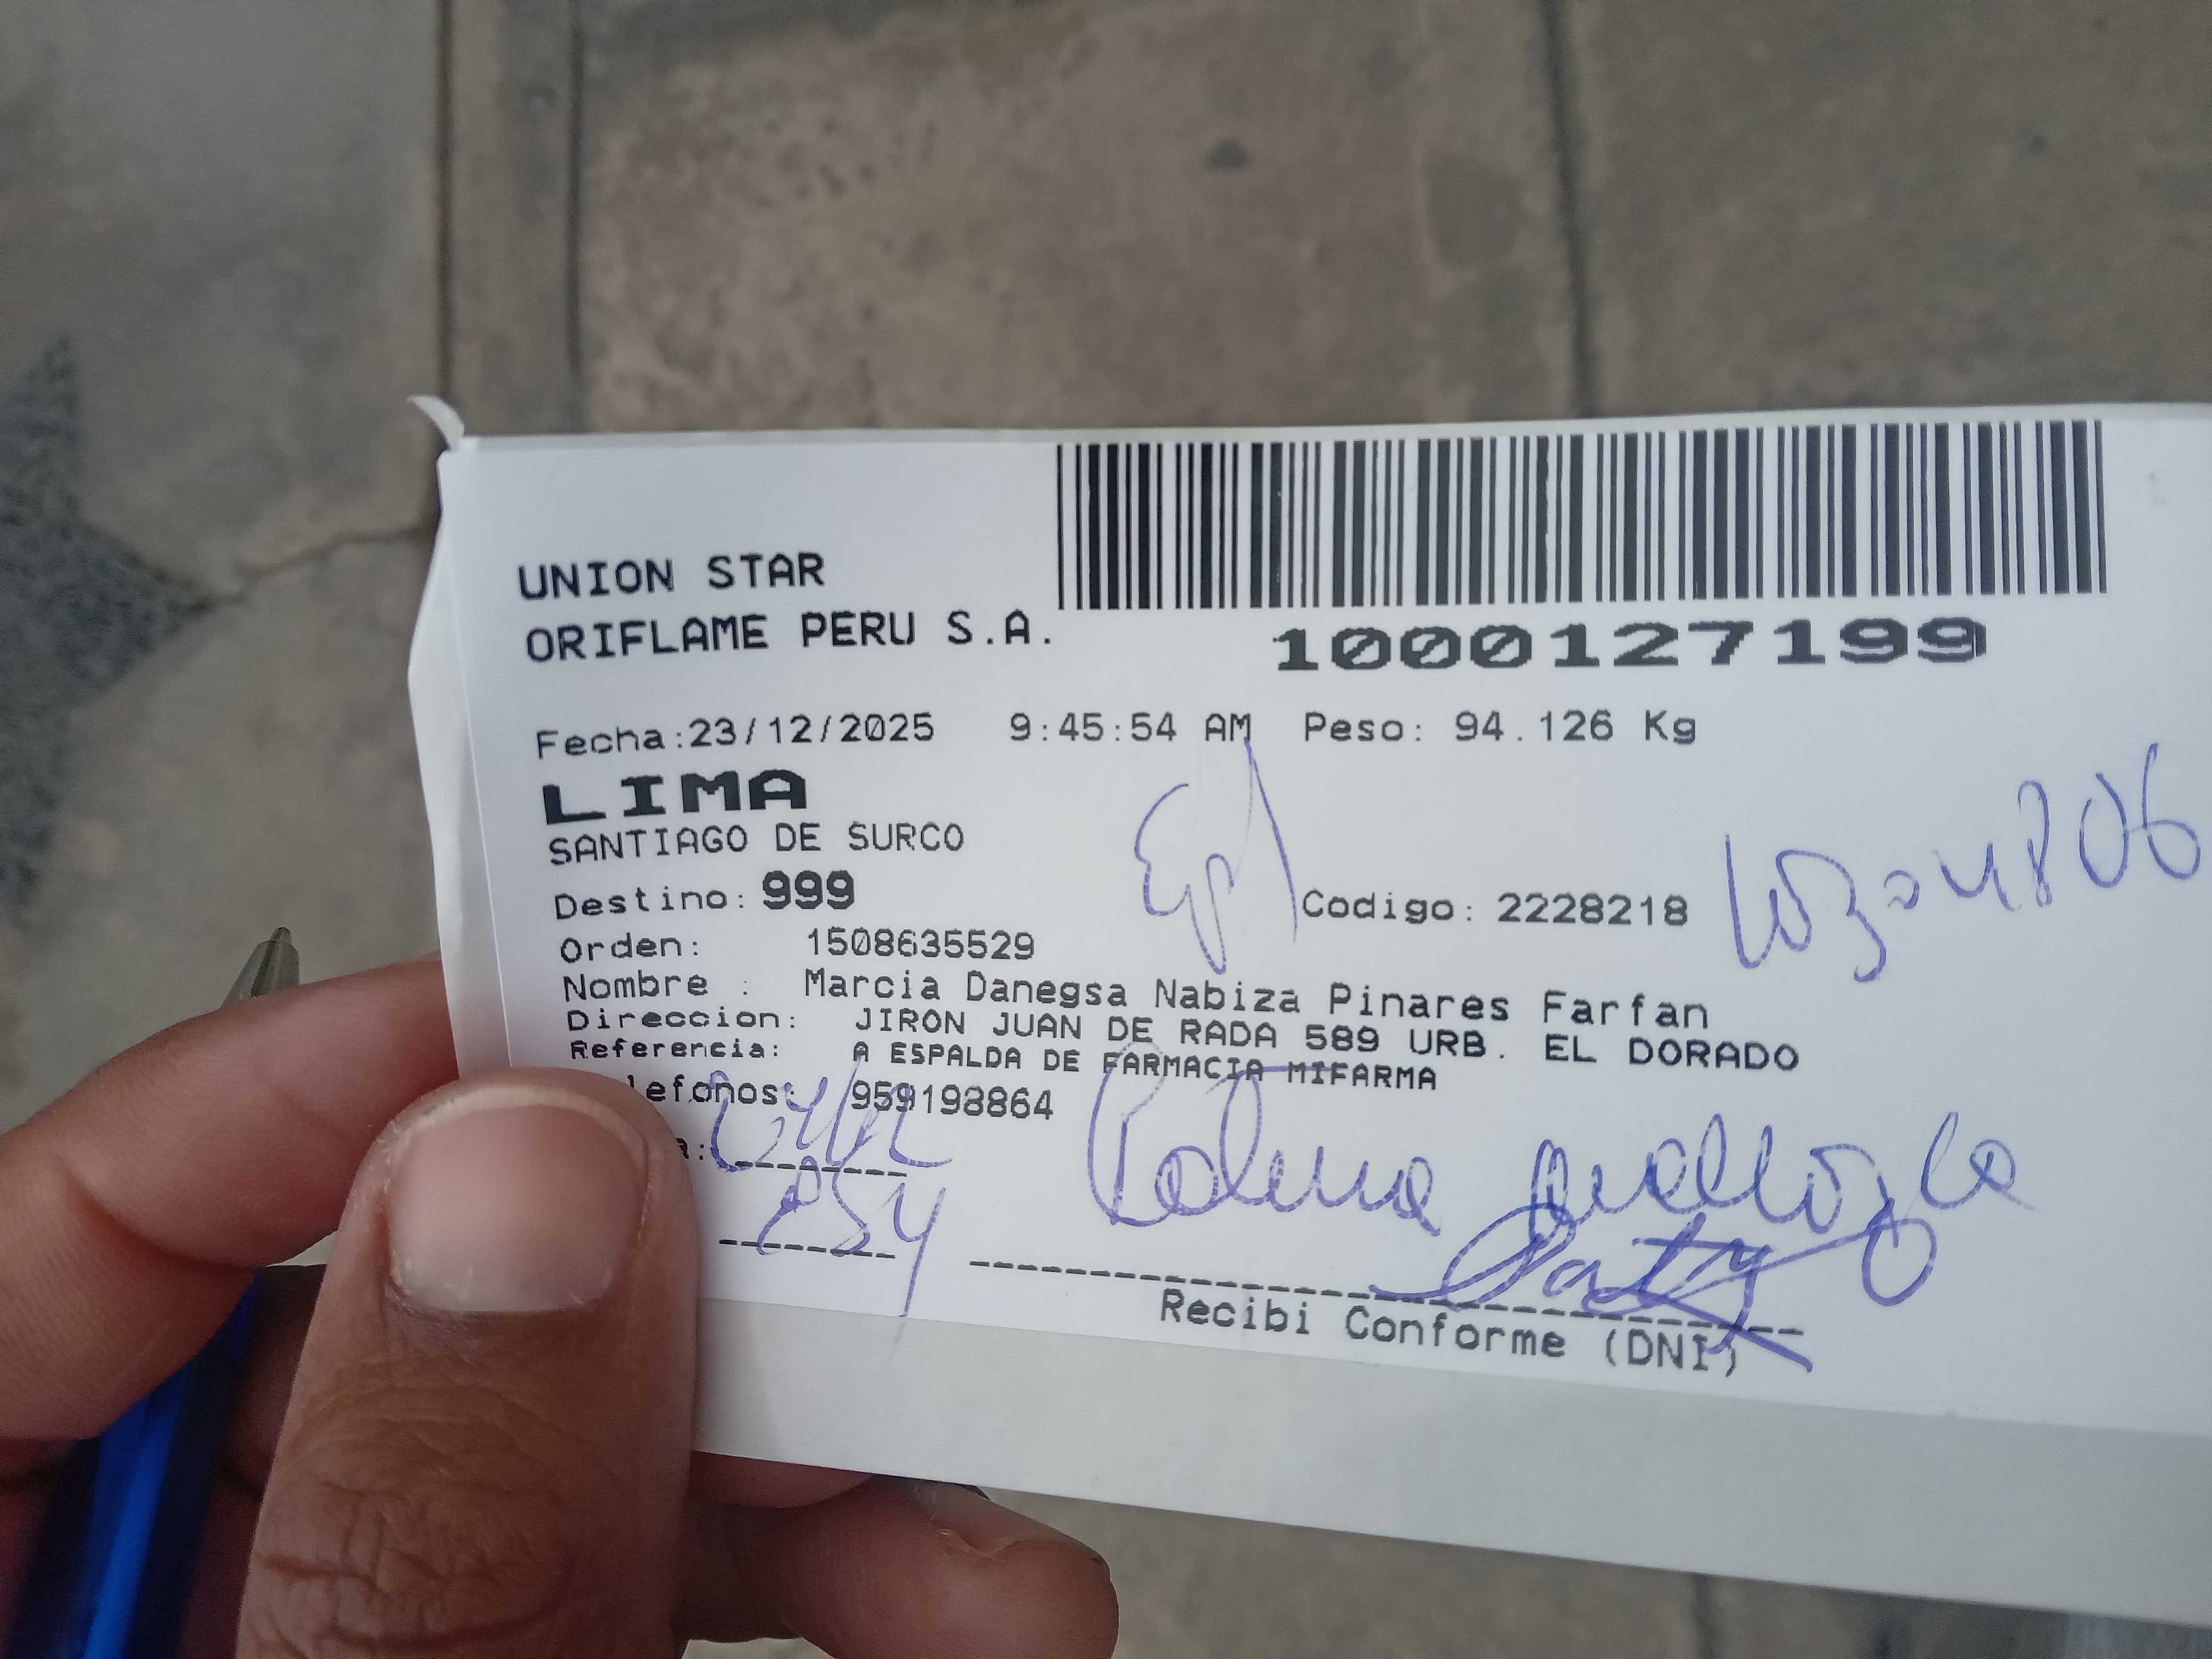 UNION STAR
ORIFLAME PERU S.A.
1000127199
Fecha:23/12/2025 9:45:54 AM Peso: 94.126 Kg
LIMA
SANTIAGO DE SURCO
Destino: 999
Codigo: 2228218
Orden: 1508635529
Nombre : Marcia Danegsa Nabiza Pinares Farfan
Direccion: JIRON JUAN DE RADA 589 URB. EL DORADO
Referencia: A ESPALDA DE FARMACIA MIFARMA
lefonos: 959198864
a:
Recibi Conforme (DNI)